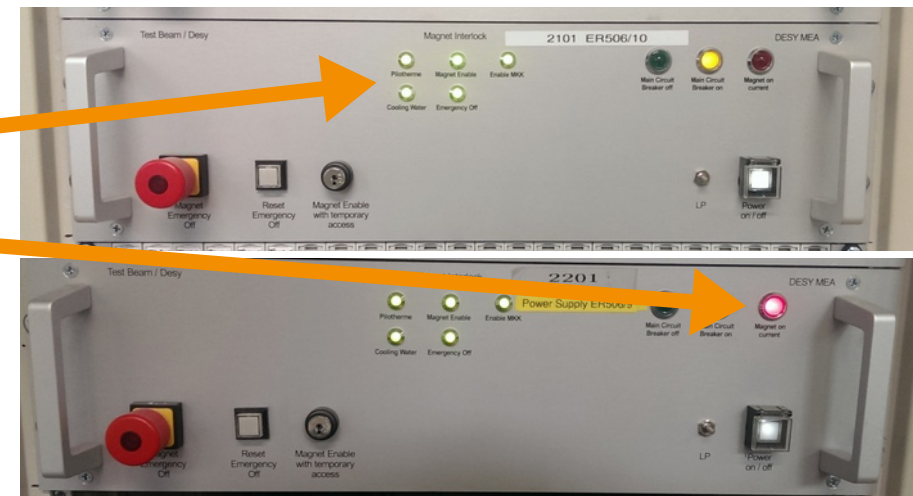 Test Beam / Desy
Magnet Interlock
2101 ER506/10
DESY MEA
Pilotherme
Magnet Enable
Enable MKK
Main Circuit
Breaker off
Main Circuit
Breaker on
Magnet on
current
Cooling Water
Emergency Off
Magnet
Emergency
Off
Reset
Emergency
Off
Magnet Enable
with temporary
access
LP
Power
on / off
Test Beam / Desy
Interlock
2201
DESY MEA
Power Supply ER506/9
Pilotherme
Magnet Enable
Enable MKK
Main Circuit
Breaker off
Circuit
Breaker on
Magnet on
current
Cooling Water
Emergency Off
Magnet
Emergency
Off
Reset
Emergency
Off
Magnet Enable
with temporary
access
LP
Power
on / off